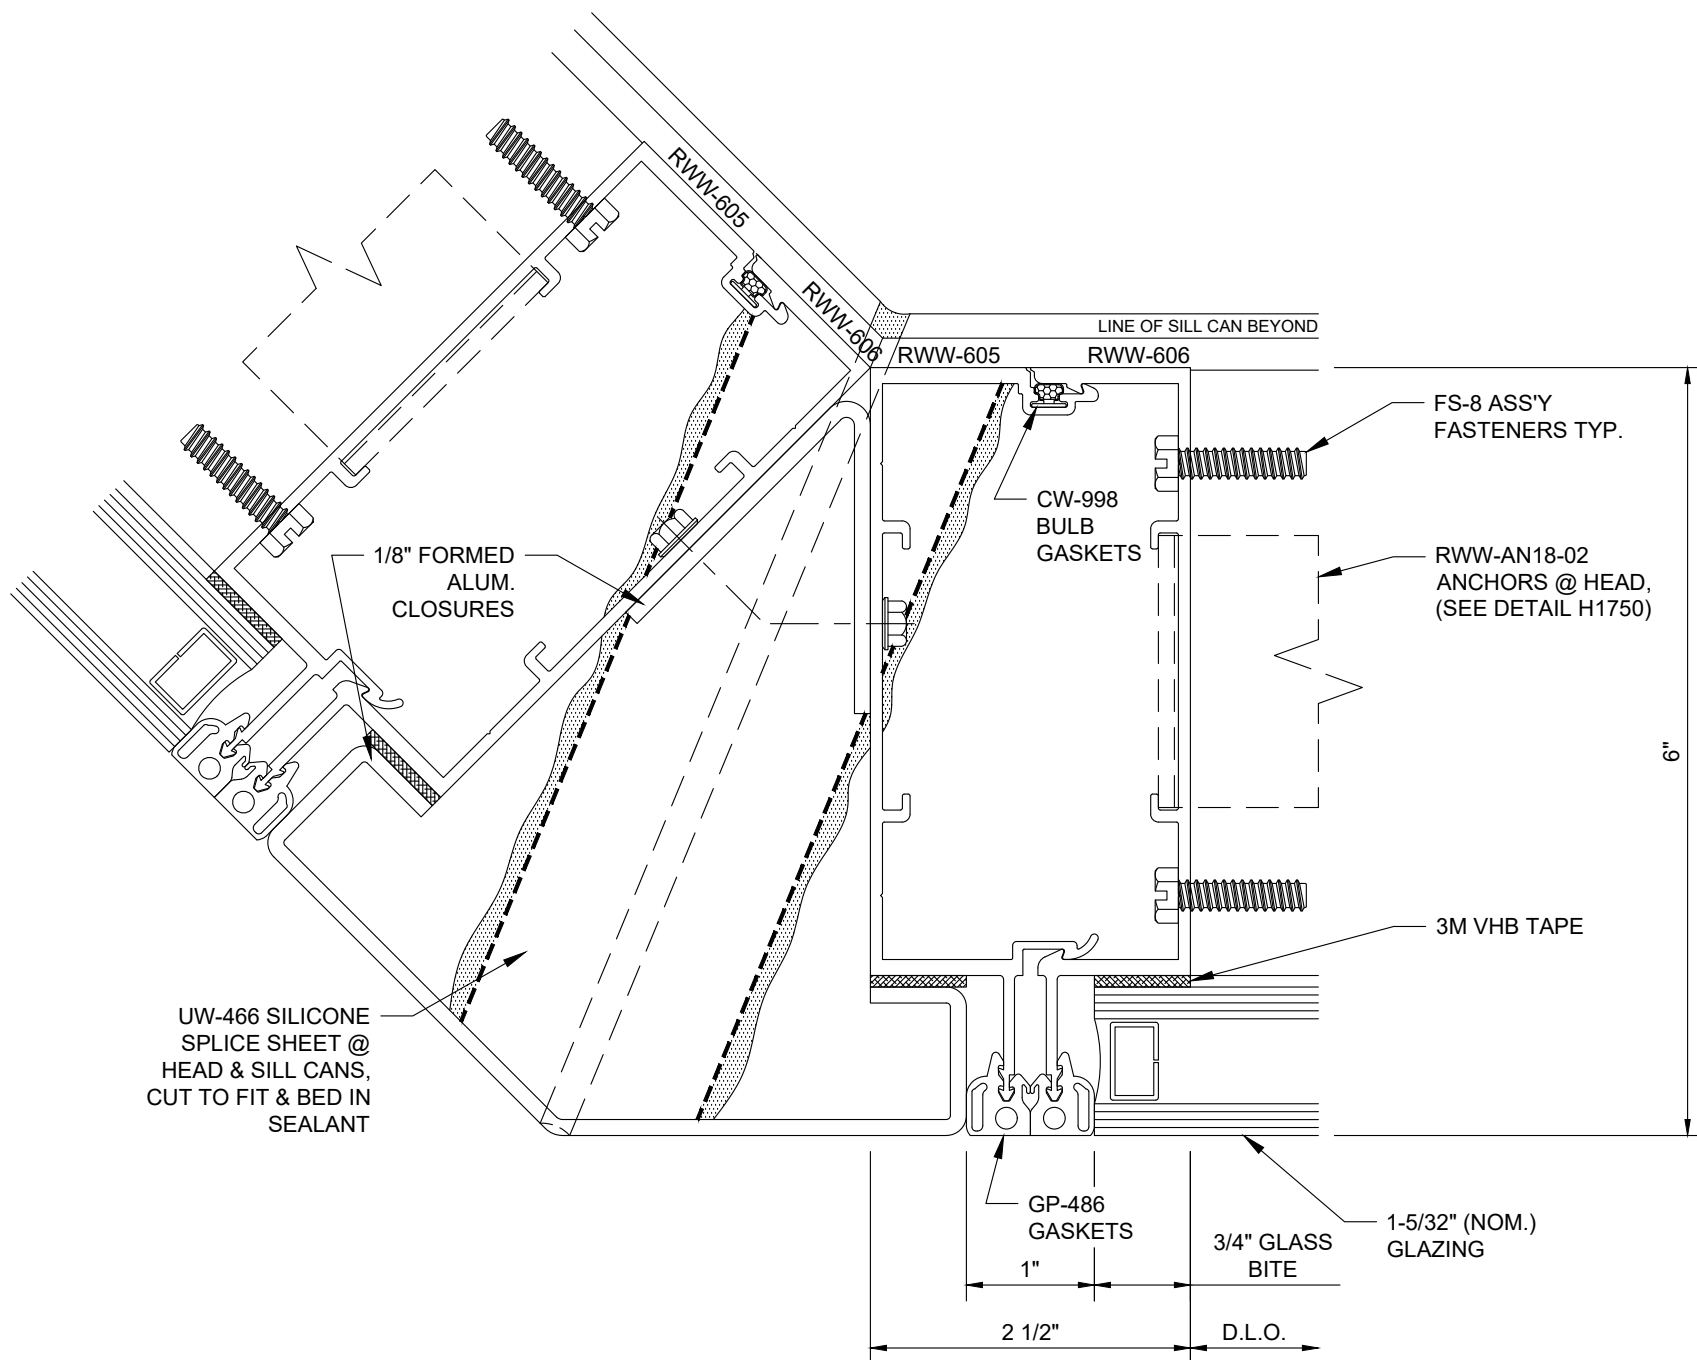 RWW-605
RWW-606
LINE OF SILL CAN BEYOND
RWW-605
RWW-606
FS-8 ASS'Y
FASTENERS TYP.
CW-998
BULB
GASKETS
1/8" FORMED
ALUM.
CLOSURES
RWW-AN18-02
ANCHORS @ HEAD,
(SEE DETAIL H1750)
6"
3M VHB TAPE
UW-466 SILICONE
SPLICE SHEET @
HEAD & SILL CANS,
CUT TO FIT & BED IN
SEALANT
GP-486
GASKETS
1-5/32" (NOM.)
GLAZING
3/4" GLASS
BITE
1"
2 1/2"
D.L.O.